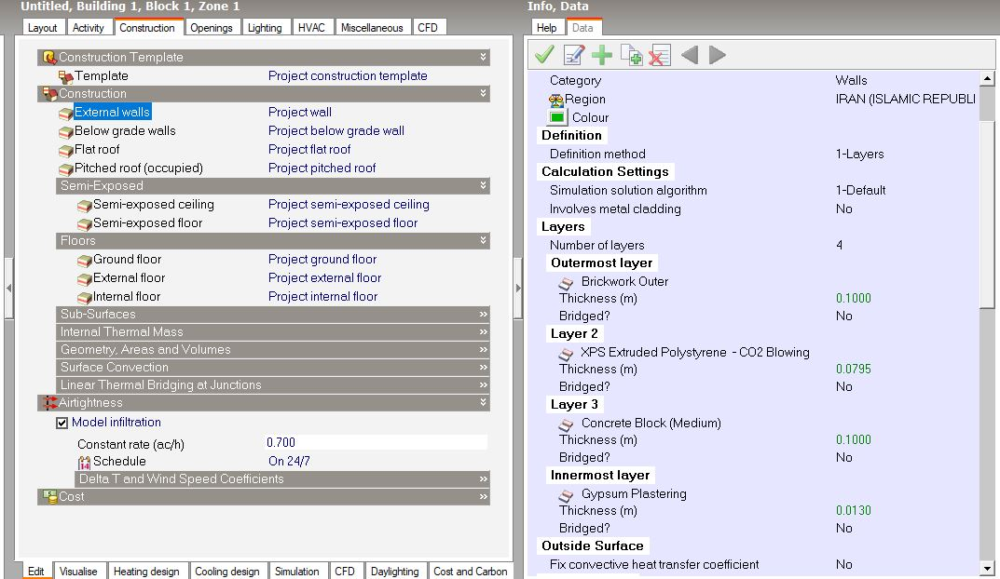 Untitled, Building 1, Block 1, Zone 1
Layout Activity Construction Openings Lighting HVAC Miscellaneous CFD
Construction Template
Template Project construction template
Construction
External walls Project wall
Below grade walls Project below grade wall
Flat roof Project flat roof
Pitched roof (occupied) Project pitched roof
Semi-Exposed
Semi-exposed ceiling Project semi-exposed ceiling
Semi-exposed floor Project semi-exposed floor
Floors
Ground floor Project ground floor
External floor Project external floor
Internal floor Project internal floor
Sub-Surfaces
Internal Thermal Mass
Geometry, Areas and Volumes
Surface Convection
Linear Thermal Bridging at Junctions
Airtightness
Model infiltration
Constant rate (ac/h) 0.700
Schedule On 24/7
Delta T and Wind Speed Coefficients
Cost
Edit Visualise Heating design Cooling design Simulation CFD Daylighting Cost and Carbon
Info, Data
Help Data
Category Walls
Region IRAN (ISLAMIC REPUBLI
Colour
Definition
Definition method 1-Layers
Calculation Settings
Simulation solution algorithm 1-Default
Involves metal cladding No
Layers
Number of layers 4
Outermost layer
Brickwork Outer
Thickness (m) 0.1000
Bridged? No
Layer 2
XPS Extruded Polystyrene - CO2 Blowing
Thickness (m) 0.0795
Bridged? No
Layer 3
Concrete Block (Medium)
Thickness (m) 0.1000
Bridged? No
Innermost layer
Gypsum Plastering
Thickness (m) 0.0130
Bridged? No
Outside Surface
Fix convective heat transfer coefficient No